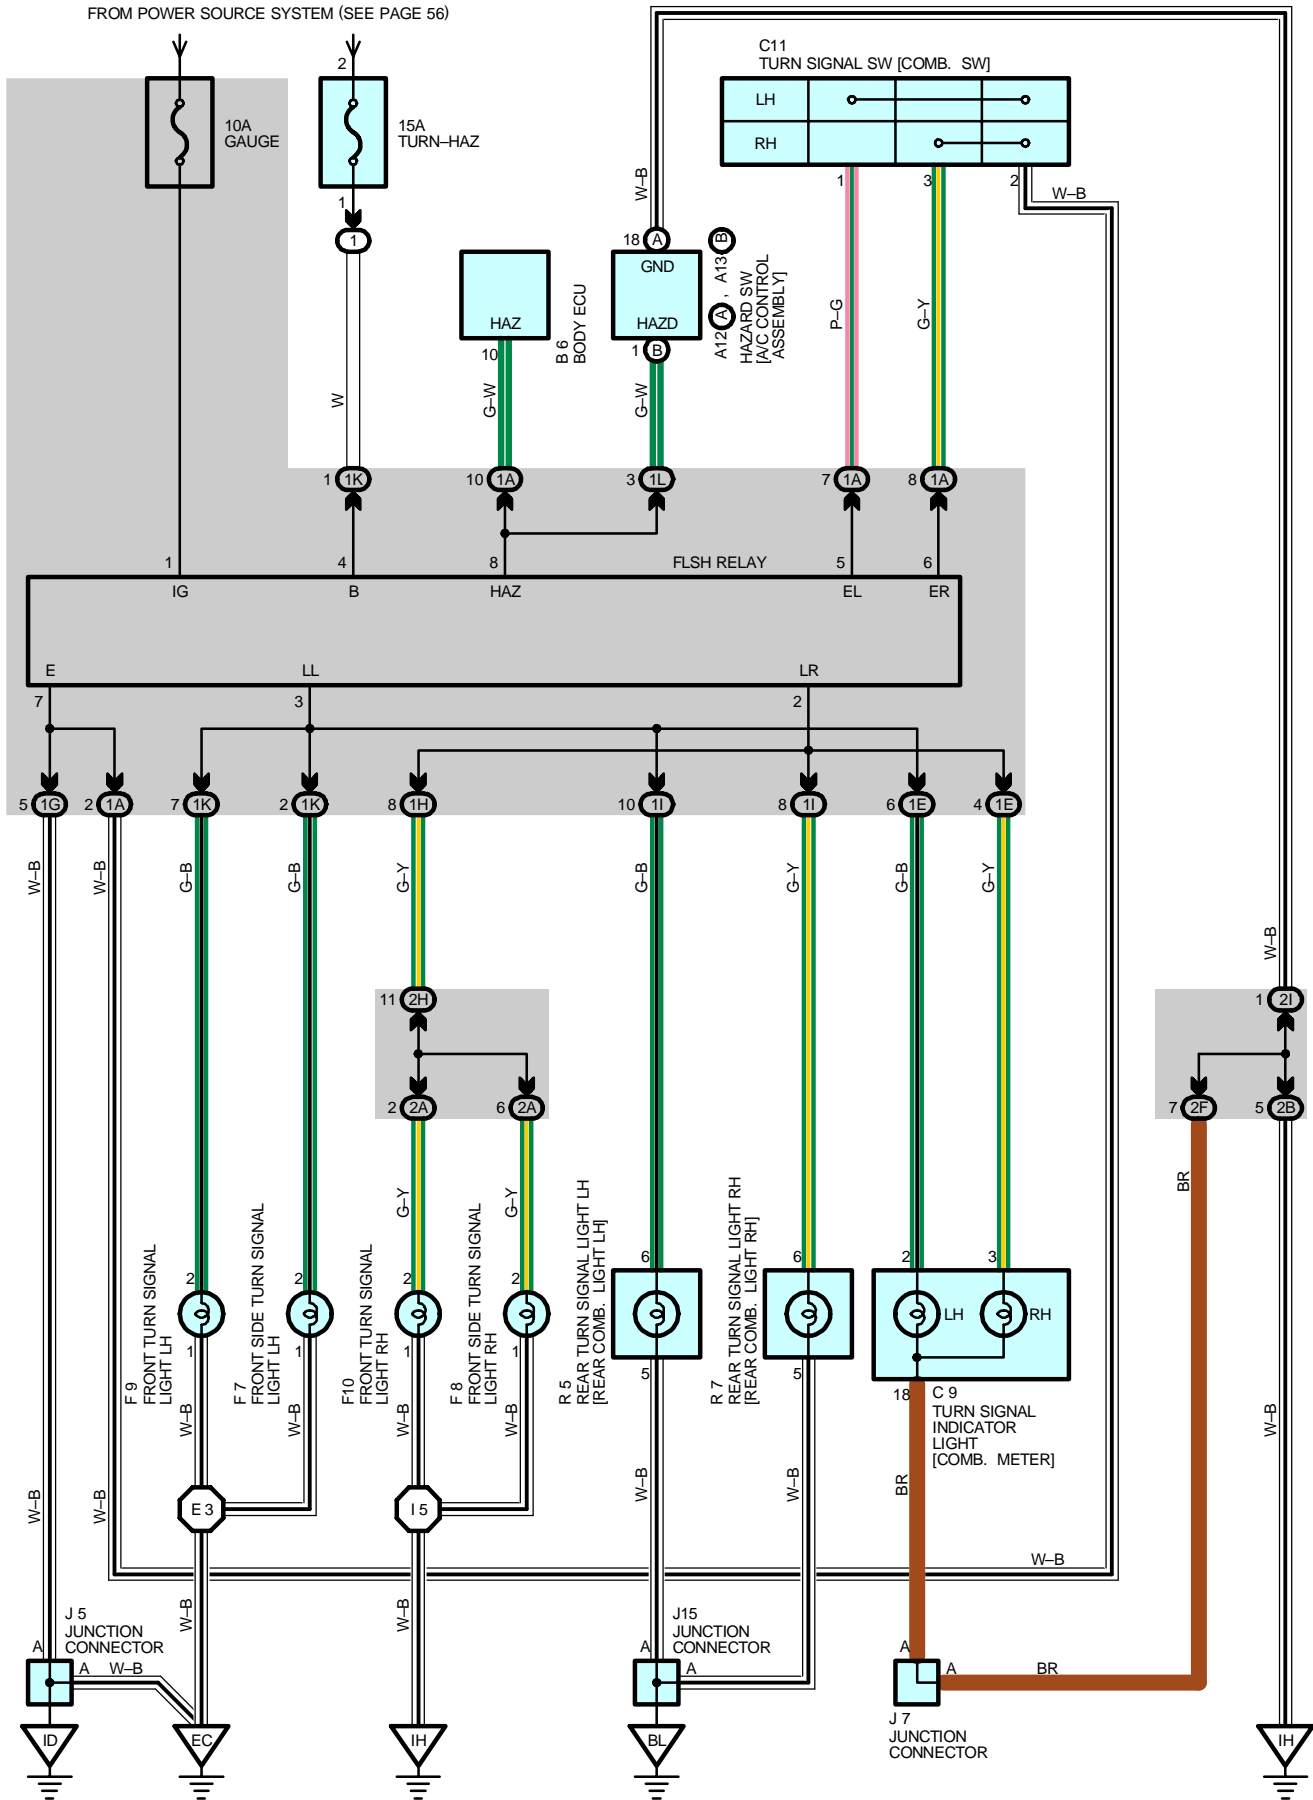 FROM POWER SOURCE SYSTEM (SEE PAGE 56)
C11
TURN SIGNAL SW [COMB. SW]
2
10A
GAUGE
15A
TURN–HAZ
LH
RH
1
1
1
3
2
W–B
W–B
18
A
GND
HAZD
1
B
A12 A , A13 B
HAZARD SW
[A/C CONTROL
ASSEMBLY]
HAZ
10
B 6
BODY ECU
P–G
G–Y
W
G–W
G–W
1
1K
10
1A
3
1L
7
1A
8
1A
1
4
8
FLSH RELAY
5
6
IG
B
HAZ
EL
ER
E
LL
LR
7
3
2
5
1G
2
1A
7
1K
2
1K
8
1H
10
1I
8
1I
6
1E
4
1E
W–B
W–B
G–B
G–B
G–Y
G–B
G–Y
G–B
G–Y
W–B
11
2H
1
2I
2
2A
6
2A
7
2F
5
2B
G–Y
G–Y
BR
2
2
2
2
6
6
2
3
LH
RH
1
1
1
1
5
5
18
F 9
FRONT TURN SIGNAL
LIGHT LH
F 7
FRONT SIDE TURN SIGNAL
LIGHT LH
F10
FRONT TURN SIGNAL
LIGHT RH
F 8
FRONT SIDE TURN SIGNAL
LIGHT RH
R 5
REAR TURN SIGNAL LIGHT LH
[REAR COMB. LIGHT LH]
R 7
REAR TURN SIGNAL LIGHT RH
[REAR COMB. LIGHT RH]
C 9
TURN SIGNAL
INDICATOR
LIGHT
[COMB. METER]
W–B
W–B
W–B
W–B
W–B
W–B
W–B
W–B
BR
W–B
E 3
I 5
W–B
W–B
W–B
J 5
JUNCTION
CONNECTOR
A
A
W–B
J15
JUNCTION
CONNECTOR
A
A
A
A
BR
J 7
JUNCTION
CONNECTOR
ID
EC
IH
BL
IH